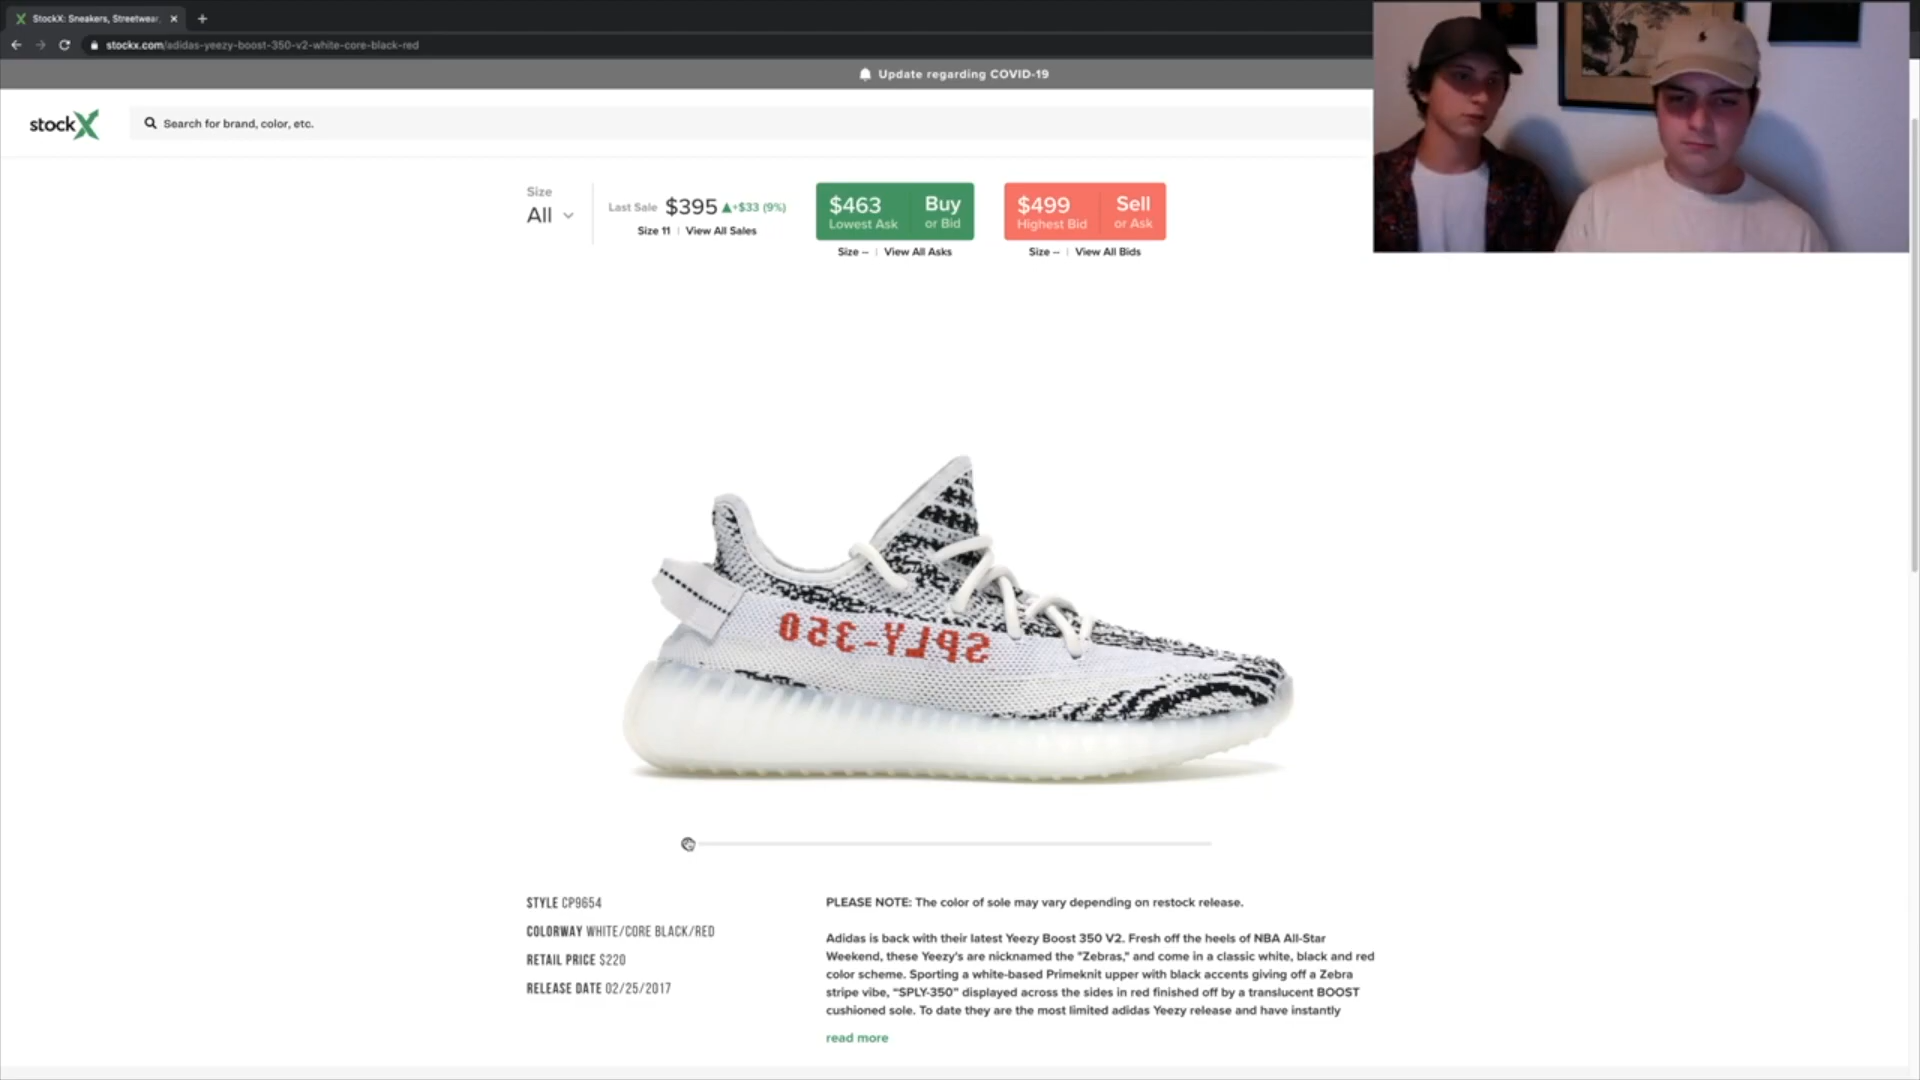 StockX: Sneakers, Streetwear,
stockx.com/adidas-yeezy-boost-350-v2-white-core-black-red
Update regarding COVID-19
stockX
Search for brand, color, etc.
Size
All
Last Sale $395 ▲+$33 (9%)
Size 11 | View All Sales
$463 Buy
Lowest Ask or Bid
Size -- | View All Asks
$499 Sell
Highest Bid or Ask
Size -- | View All Bids
SPLY-350
STYLE CP9654
COLORWAY WHITE/CORE BLACK/RED
RETAIL PRICE $220
RELEASE DATE 02/25/2017
PLEASE NOTE: The color of sole may vary depending on restock release.
Adidas is back with their latest Yeezy Boost 350 V2. Fresh off the heels of NBA All-Star
Weekend, these Yeezy's are nicknamed the "Zebras," and come in a classic white, black and red
color scheme. Sporting a white-based Primeknit upper with black accents giving off a Zebra
stripe vibe, “SPLY-350” displayed across the sides in red finished off by a translucent BOOST
cushioned sole. To date they are the most limited adidas Yeezy release and have instantly
read more